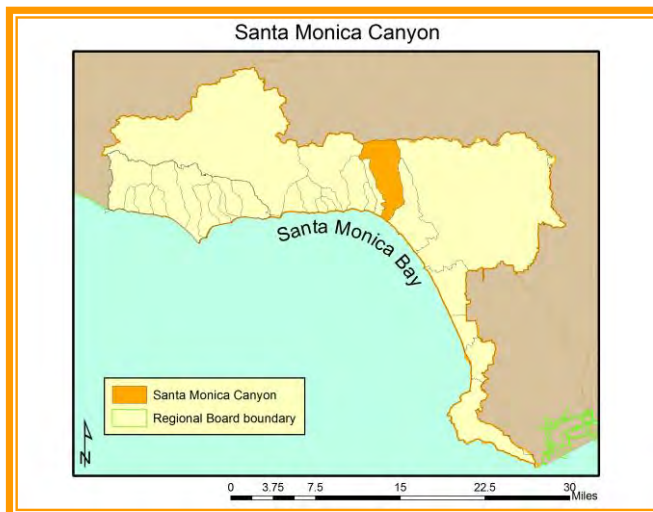 Santa Monica Canyon
Santa Monica Bay
Santa Monica Canyon
Regional Board boundary
N
0 3.75 7.5 15 22.5 30
Miles